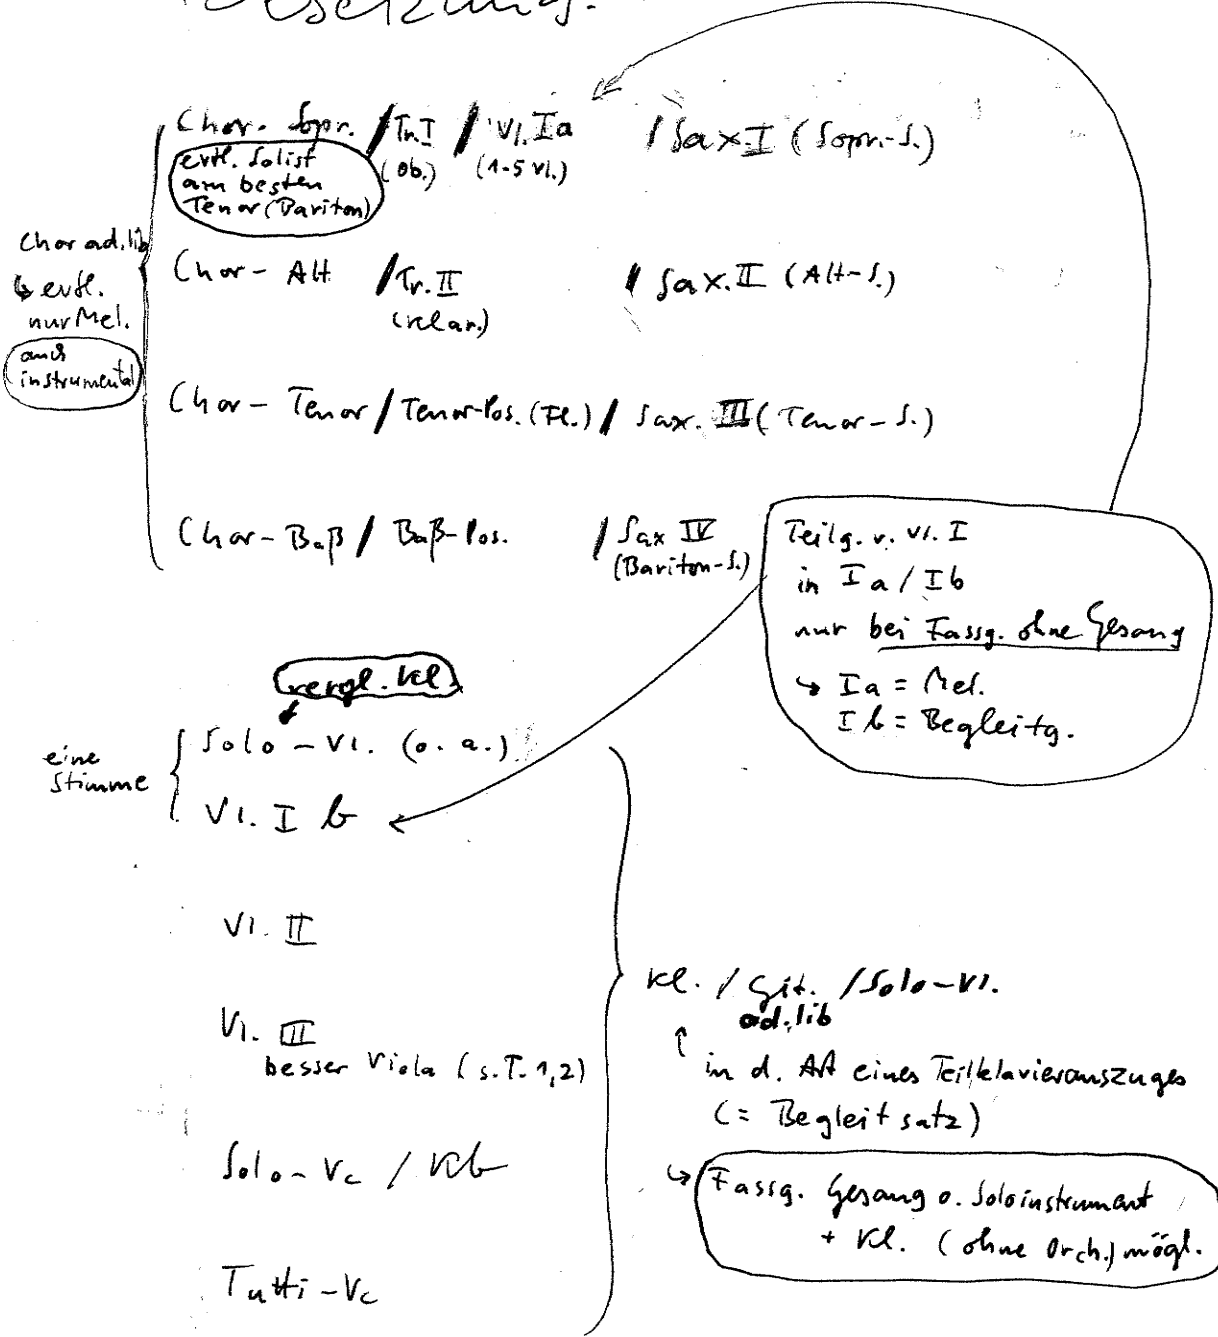 Besetzung:
Chor-Sopr. / Tr. I / Vl. Ia / Sax. I (Sopr.-S.)
(Ob.) (1-5 Vl.)
evtl. Solist
am besten
Tenor (Bariton)
Chor ad. lib
↳ evtl.
nur Mel.
auch
instrumental
Chor - Alt / Tr. II / Sax. II (Alt-S.)
(Klar.)
Chor - Tenor / Tenor-Pos. (Fl.) / Sax. III (Tenor-S.)
Chor - Baß / Baß-Pos. / Sax IV
(Bariton-S.)
Teilg. v. Vl. I
in Ia / Ib
nur bei Fassg. ohne Gesang
↳ Ia = Mel.
Ib = Begleitg.
vergl. Kl.
eine
Stimme
Solo - Vl. (o. a.)
Vl. I b
Vl. II
Vl. III
besser Viola (s. T. 1,2)
Solo - Vc / Kb
Tutti - Vc
Kl. / Git. / Solo-Vl.
ad. lib
↑ in d. Art eines Teilklavierauszuges
(= Begleitsatz)
↳ Fassg. Gesang o. Soloinstrument
+ Kl. (ohne Orch.) mögl.